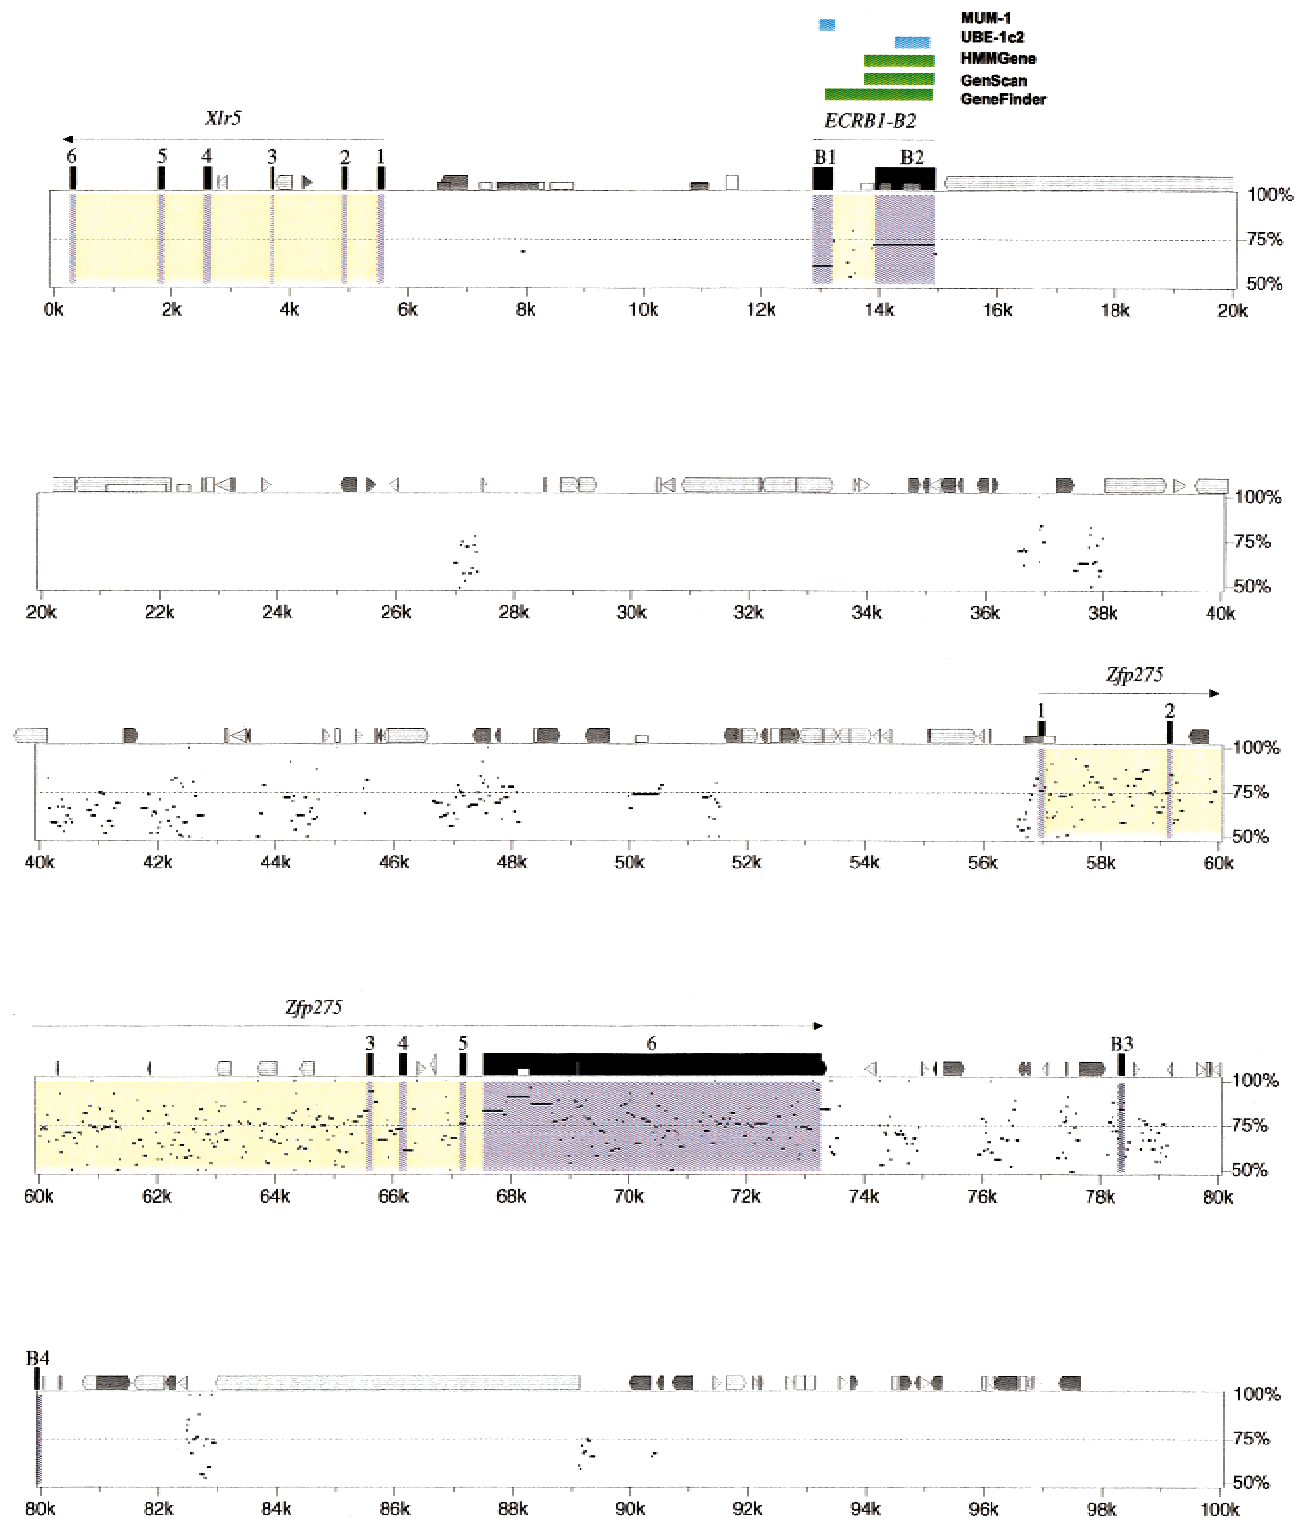 MUM-1
UBE-1c2
HMMGene
GenScan
GeneFinder
Xlr5
ECRB1-B2
6 5 4 3 2 1 B1 B2
100%
75%
50%
0k 2k 4k 6k 8k 10k 12k 14k 16k 18k 20k
100%
75%
50%
20k 22k 24k 26k 28k 30k 32k 34k 36k 38k 40k
Zfp275
1 2
100%
75%
50%
40k 42k 44k 46k 48k 50k 52k 54k 56k 58k 60k
Zfp275
3 4 5 6 B3
100%
75%
50%
60k 62k 64k 66k 68k 70k 72k 74k 76k 78k 80k
B4
100%
75%
50%
80k 82k 84k 86k 88k 90k 92k 94k 96k 98k 100k